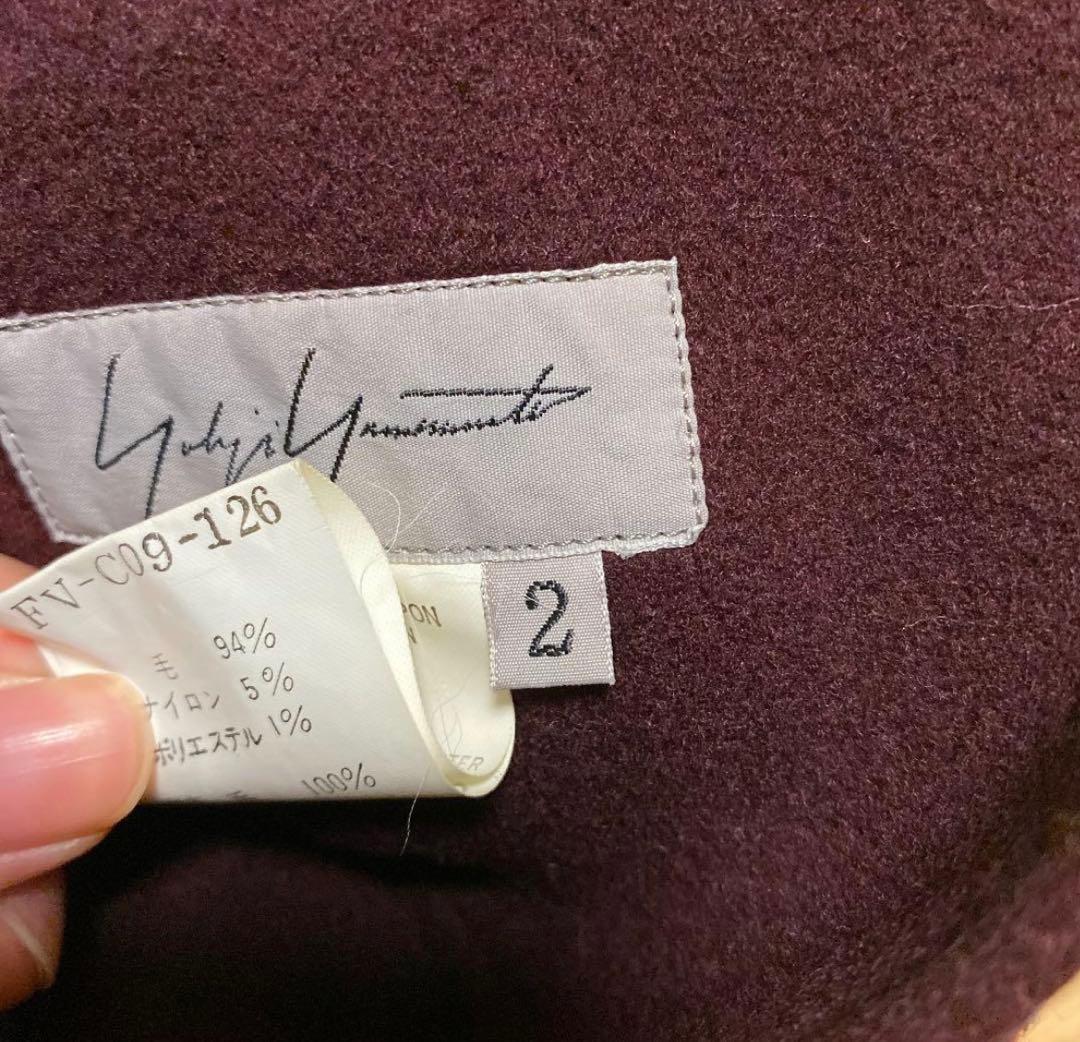 Yohji Yamamoto
FV-C09-126
毛 94%
ナイロン 5%
ポリエステル 1%
100%
2